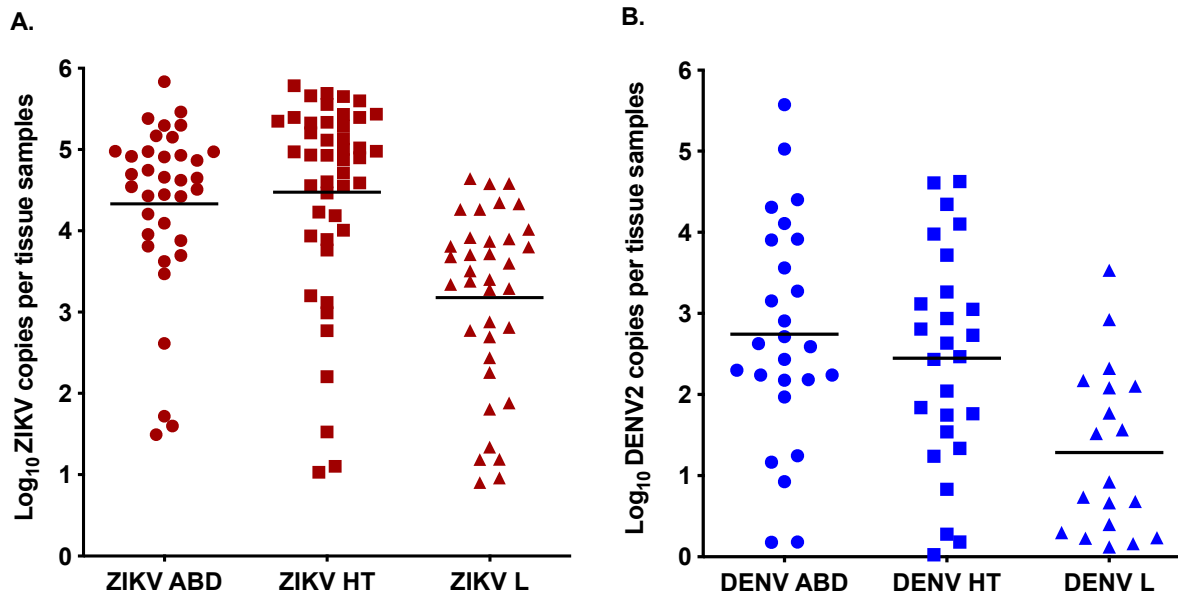 A.
Log10 ZIKV copies per tissue samples
6
5
4
3
2
1
0
ZIKV ABD ZIKV HT ZIKV L
B.
Log10 DENV2 copies per tissue samples
6
5
4
3
2
1
0
DENV ABD DENV HT DENV L